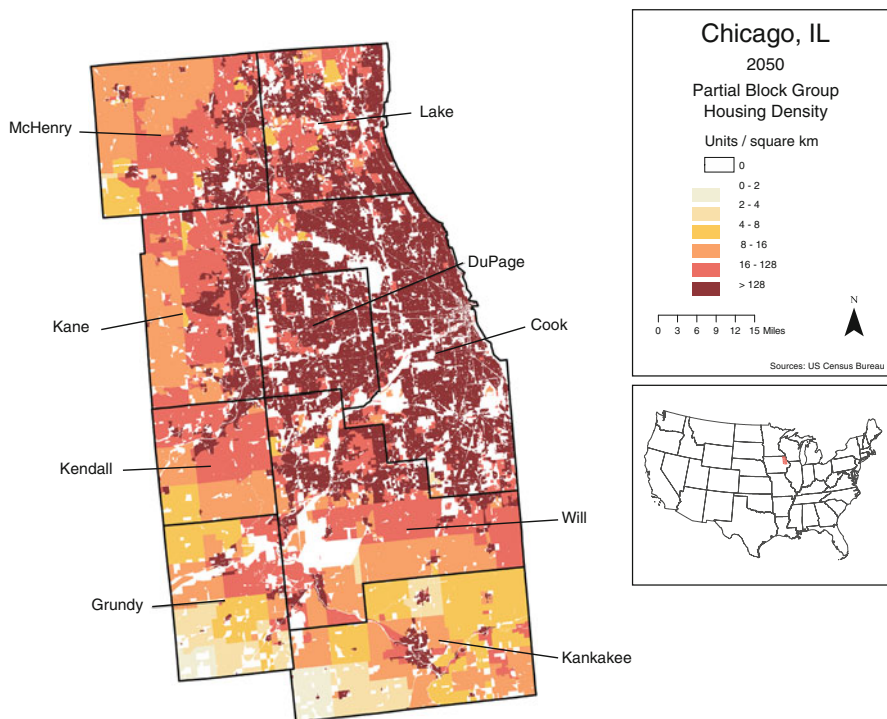 McHenry
Lake
DuPage
Kane
Cook
Kendall
Will
Grundy
Kankakee
Chicago, IL
2050
Partial Block Group
Housing Density
Units / square km
0
0 - 2
2 - 4
4 - 8
8 - 16
16 - 128
> 128
N
0 3 6 9 12 15 Miles
Sources: US Census Bureau